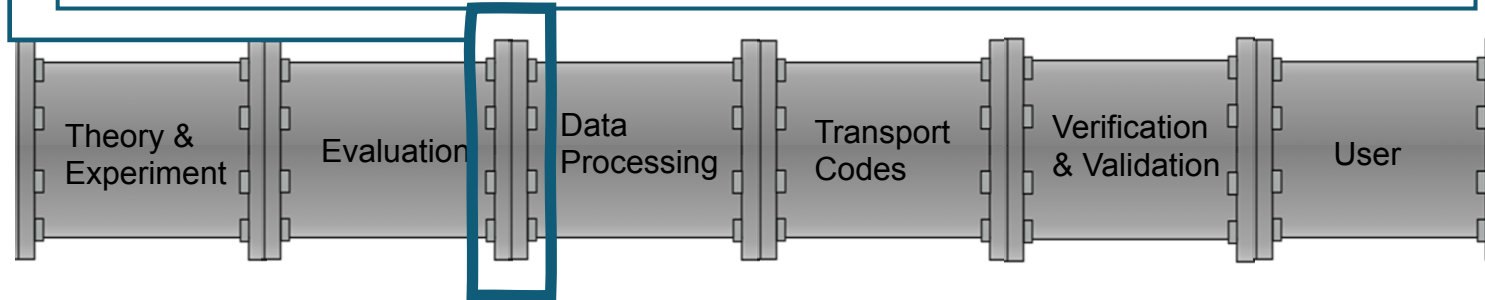 Theory &
Experiment
Evaluation
Data
Processing
Transport
Codes
Verification
& Validation
User